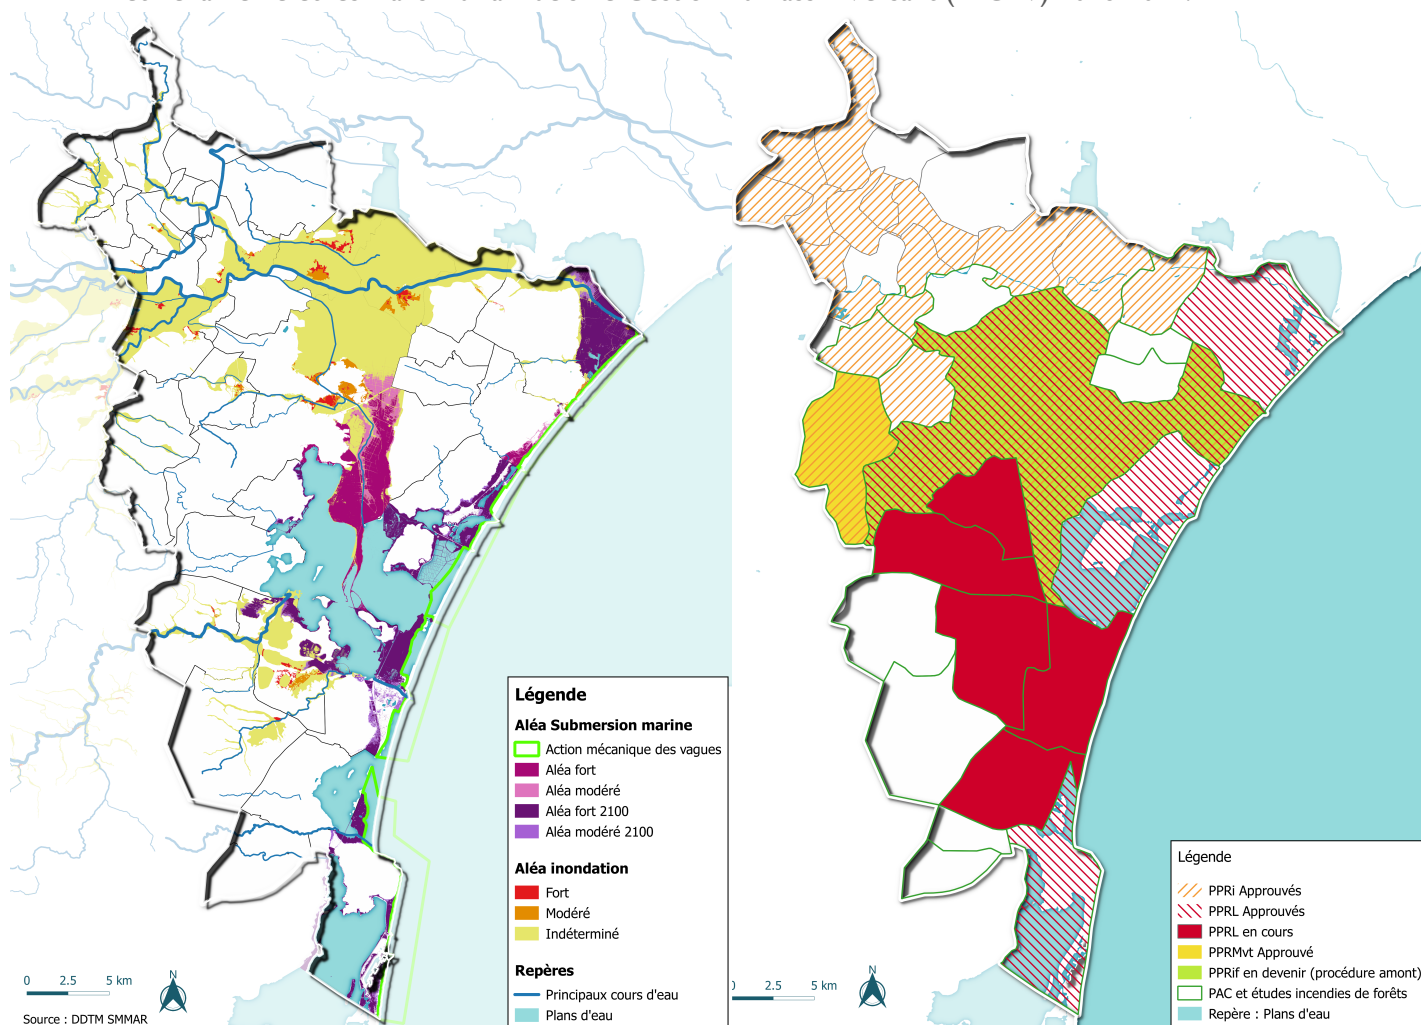 Légende
Aléa Submersion marine
Action mécanique des vagues
Aléa fort
Aléa modéré
Aléa fort 2100
Aléa modéré 2100
Aléa inondation
Fort
Modéré
Indéterminé
Repères
Principaux cours d'eau
Plans d'eau
0 2.5 5 km
N
Source : DDTM SMMAR
Légende
PPRi Approuvés
PPRL Approuvés
PPRL en cours
PPRMvt Approuvé
PPRif en devenir (procédure amont)
PAC et études incendies de forêts
Repère : Plans d'eau
0 2.5 5 km
N